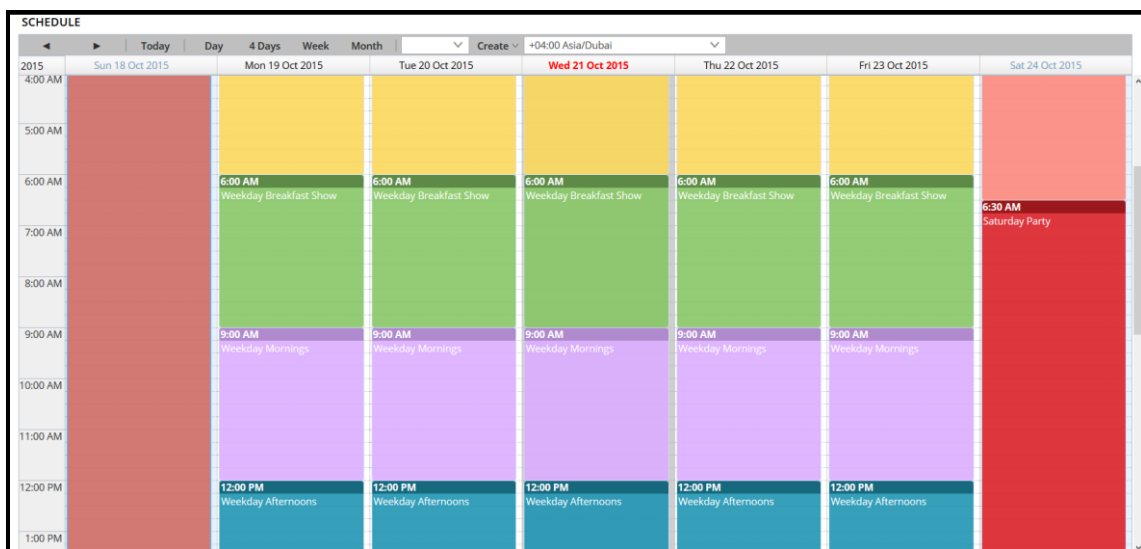 SCHEDULE
◄ ► Today Day 4 Days Week Month Create +04:00 Asia/Dubai
2015 Sun 18 Oct 2015 Mon 19 Oct 2015 Tue 20 Oct 2015 Wed 21 Oct 2015 Thu 22 Oct 2015 Fri 23 Oct 2015 Sat 24 Oct 2015
4:00 AM
5:00 AM
6:00 AM 6:00 AM 6:00 AM 6:00 AM 6:00 AM 6:00 AM
Weekday Breakfast Show Weekday Breakfast Show Weekday Breakfast Show Weekday Breakfast Show Weekday Breakfast Show
6:30 AM
Saturday Party
7:00 AM
8:00 AM
9:00 AM 9:00 AM 9:00 AM 9:00 AM 9:00 AM 9:00 AM
Weekday Mornings Weekday Mornings Weekday Mornings Weekday Mornings Weekday Mornings
10:00 AM
11:00 AM
12:00 PM 12:00 PM 12:00 PM 12:00 PM 12:00 PM 12:00 PM
Weekday Afternoons Weekday Afternoons Weekday Afternoons Weekday Afternoons Weekday Afternoons
1:00 PM